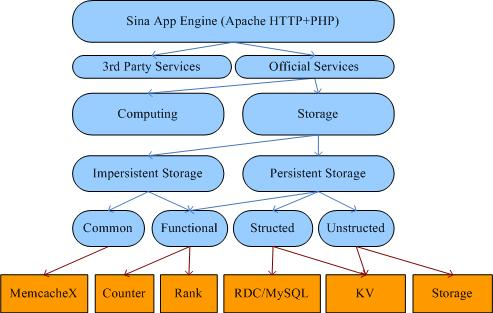 Sina App Engine (Apache HTTP+PHP)
3rd Party Services
Official Services
Computing
Storage
Impersistent Storage
Persistent Storage
Common
Functional
Structed
Unstructed
MemcacheX
Counter
Rank
RDC/MySQL
KV
Storage